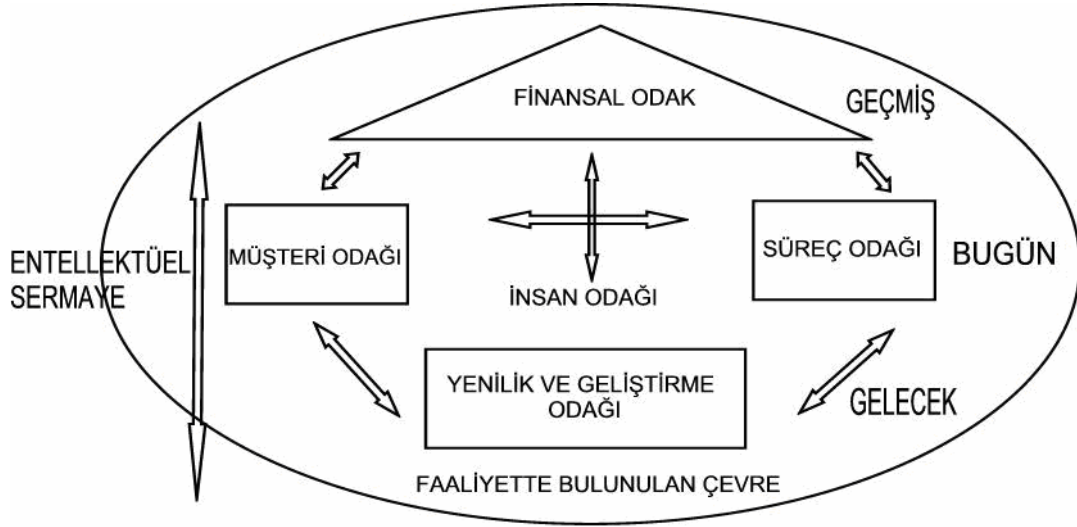 FİNANSAL ODAK
GEÇMİŞ
ENTELLEKTÜEL
SERMAYE
MÜŞTERİ ODAĞI
İNSAN ODAĞI
SÜREÇ ODAĞI
BUGÜN
YENİLİK VE GELİŞTİRME
ODAĞI
GELECEK
FAALİYETTE BULUNULAN ÇEVRE